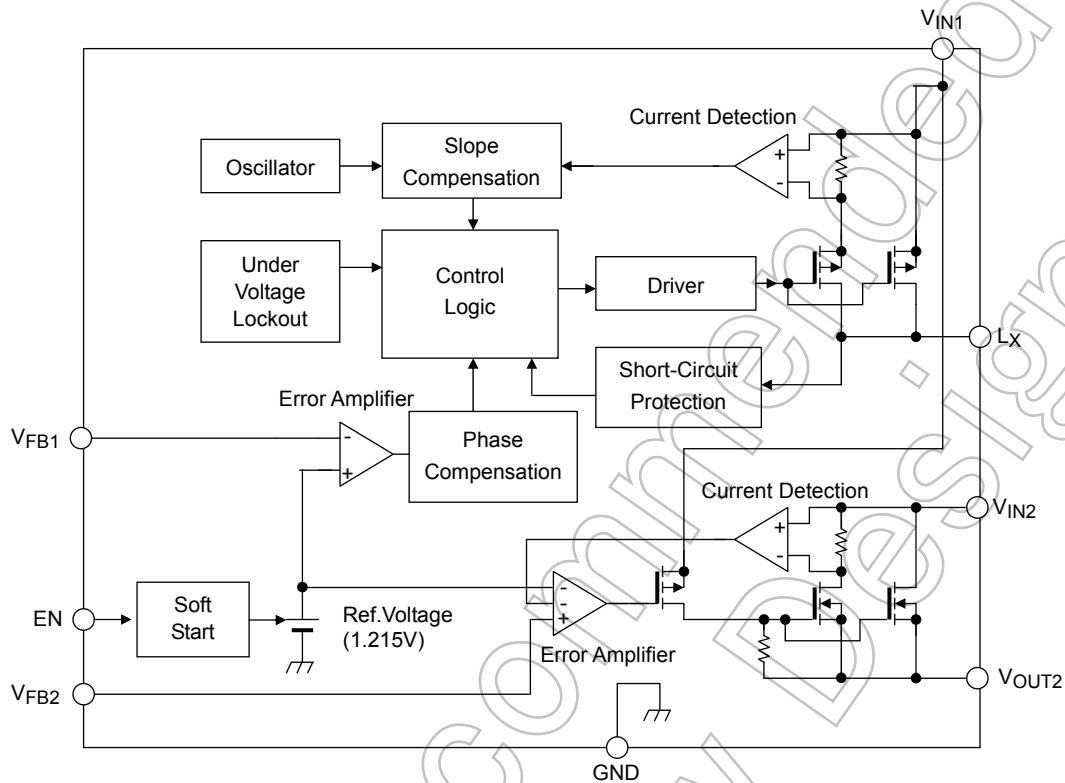 VIN1
Current Detection
Oscillator
Slope
Compensation
+
-
Under
Voltage
Lockout
Control
Logic
Driver
LX
Short-Circuit
Protection
Error Amplifier
VFB1
-
+
Phase
Compensation
Current Detection
VIN2
+
-
EN
Soft
Start
Ref.Voltage
(1.215V)
-
-
+
Error Amplifier
VFB2
VOUT2
GND